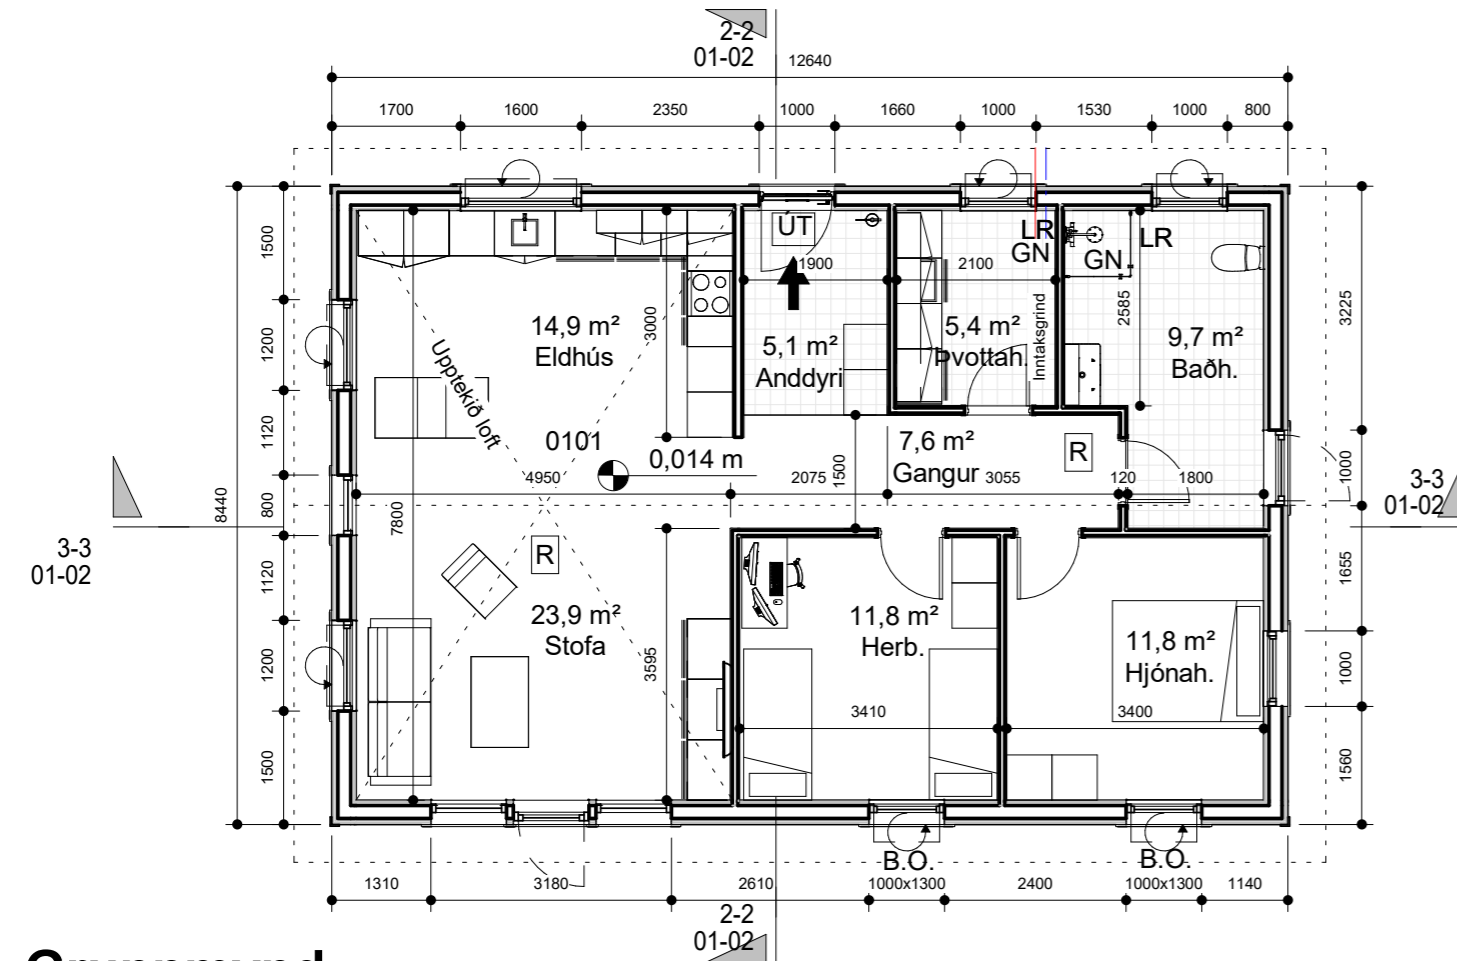 2-2
01-02
12640
1700 1600 2350 1000 1660 1000 1530 1000 800
ÚT
LR
GN
LR
GN
1900
2100
1500
1200
1120
800
1120
1200
1500
8440
3000
2585
3225
1000
1655
1000
1560
14,9 m²
Eldhús
5,1 m²
Anddyri
5,4 m²
Þvottah.
Inntaksgrind
9,7 m²
Baðh.
Upptekið loft
0101
0,014 m
7,6 m²
Gangur
R
4950 2075 1500 3055 120 1800
7800
3-3
01-02
3-3
01-02
R
23,9 m²
Stofa
3595
11,8 m²
Herb.
11,8 m²
Hjónah.
3410
3400
B.O.
B.O.
1310 3180 2610 1000x1300 2400 1000x1300 1140
2-2
01-02